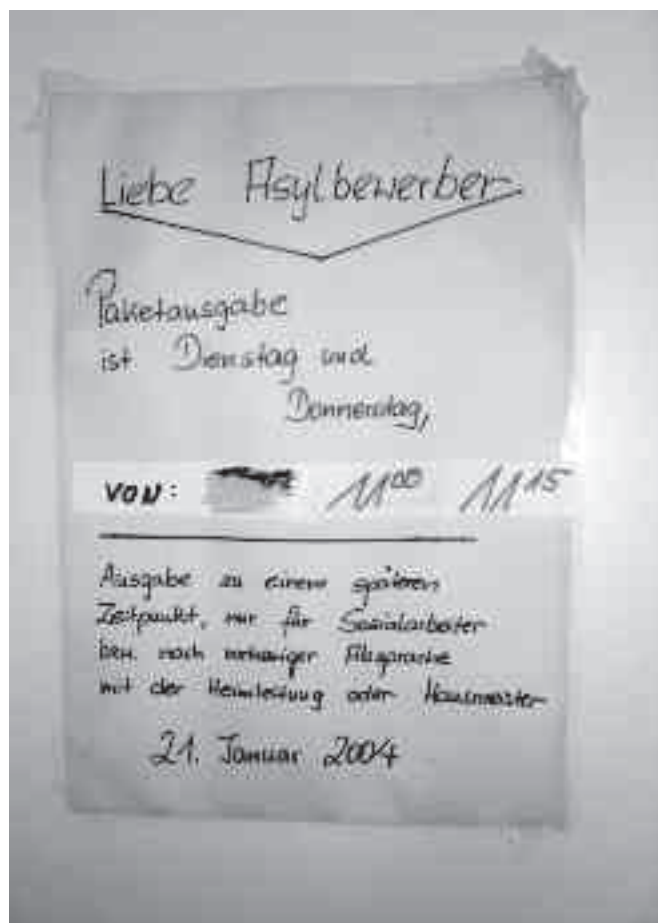 Liebe Asylbewerber
Paketausgabe
ist Dienstag und
Donnerstag,
VON: 11⁰⁰ 11¹⁵
Ausgabe zu einem späteren
Zeitpunkt, nur für Sozialarbeiter
bzw. nach vorheriger Absprache
mit der Heimleitung oder Hausmeister
21. Januar 2004